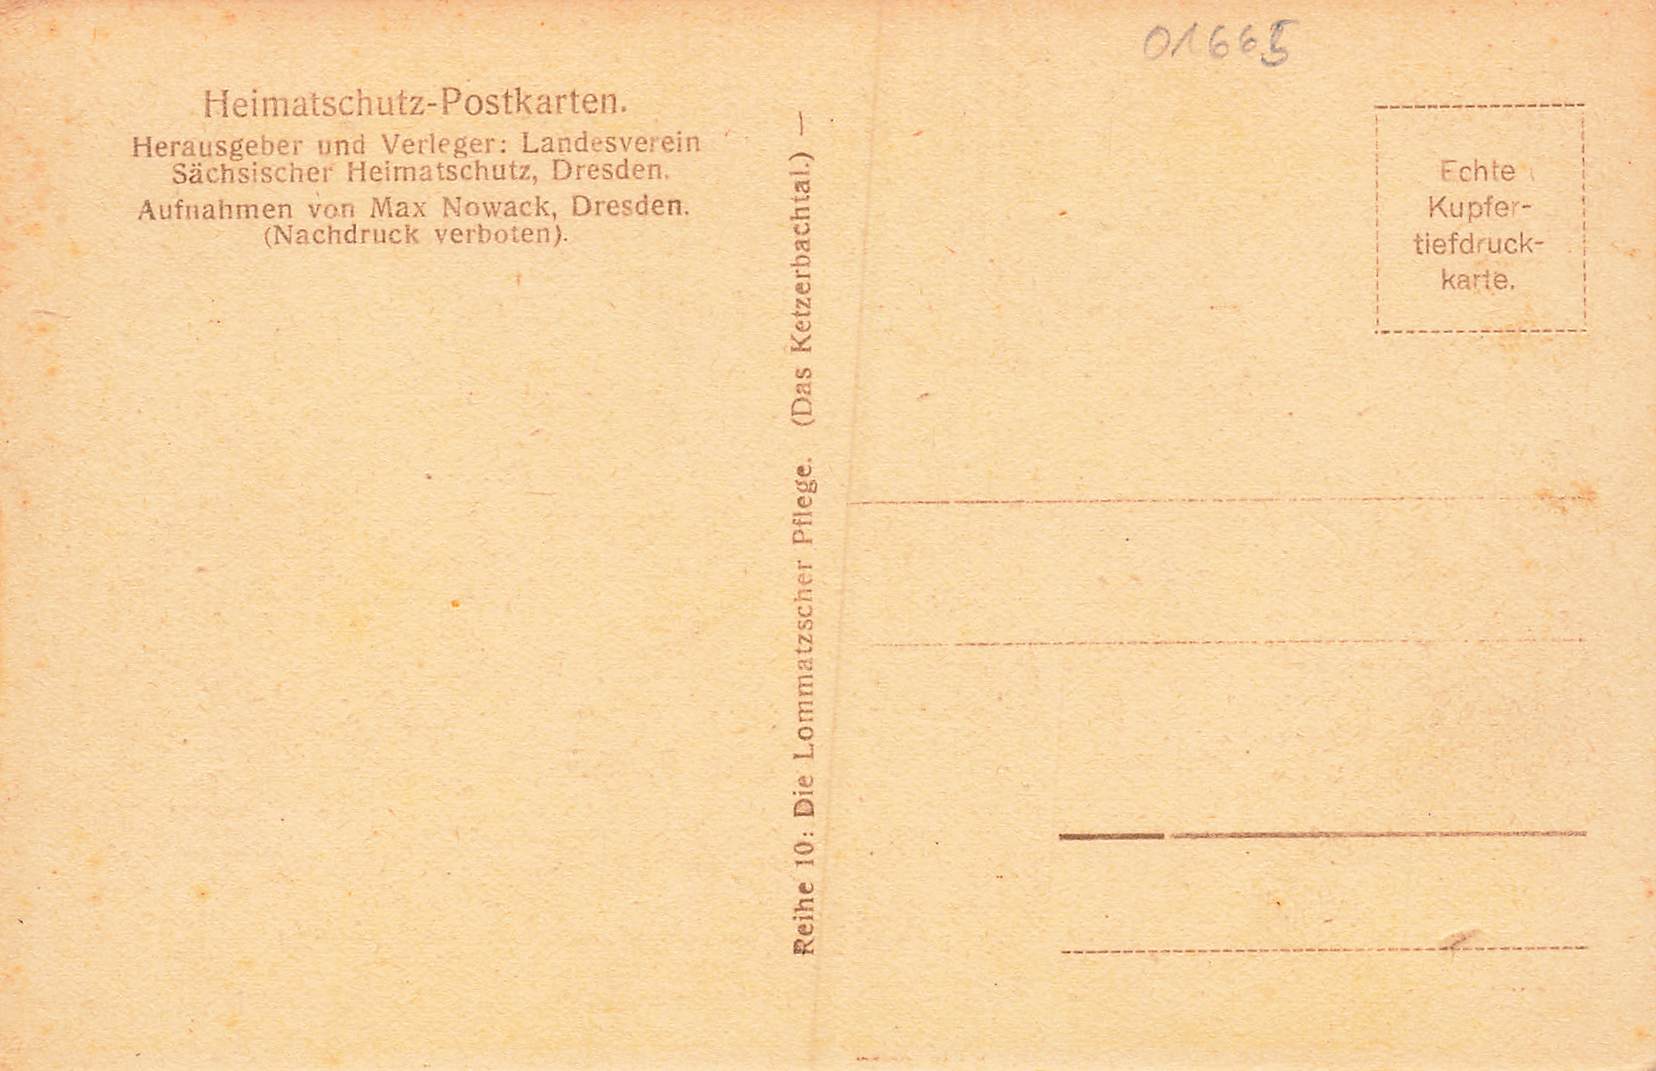 01665
Heimatschutz-Postkarten.
Herausgeber und Verleger: Landesverein
Sächsischer Heimatschutz, Dresden.
Aufnahmen von Max Nowack, Dresden.
(Nachdruck verboten).
Reihe 10: Die Lommatzscher Pflege. (Das Ketzerbachtal.) —
Echte
Kupfer-
tiefdruck-
karte.